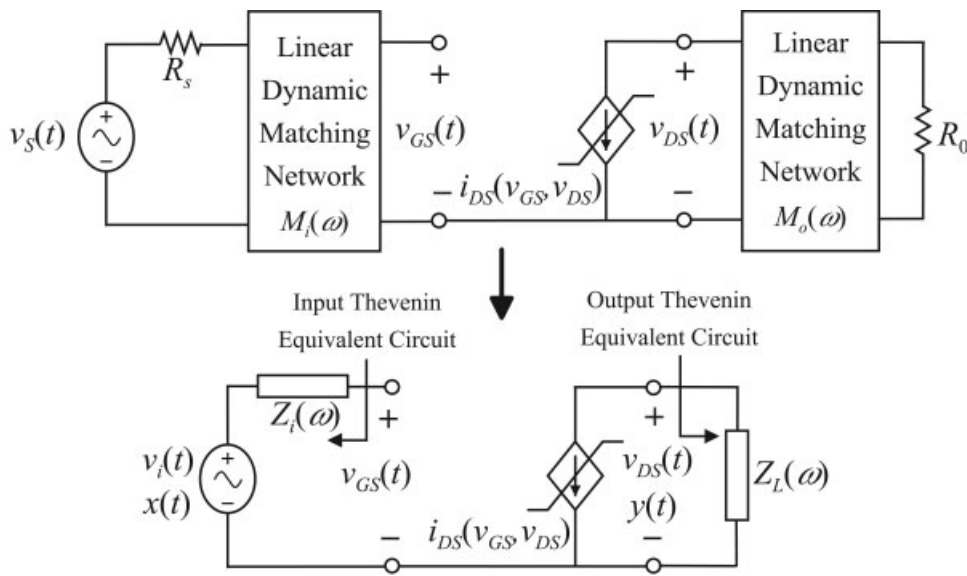 Linear
Dynamic
Matching
Network
M_i(ω)
R_s
v_S(t)
+
−
+
v_GS(t)
−
i_DS(v_GS, v_DS)
+
v_DS(t)
−
Linear
Dynamic
Matching
Network
M_o(ω)
R_0
Input Thevenin
Equivalent Circuit
Output Thevenin
Equivalent Circuit
Z_i(ω)
v_i(t)
x(t)
+
−
+
v_GS(t)
−
i_DS(v_GS, v_DS)
+
v_DS(t)
y(t)
−
Z_L(ω)